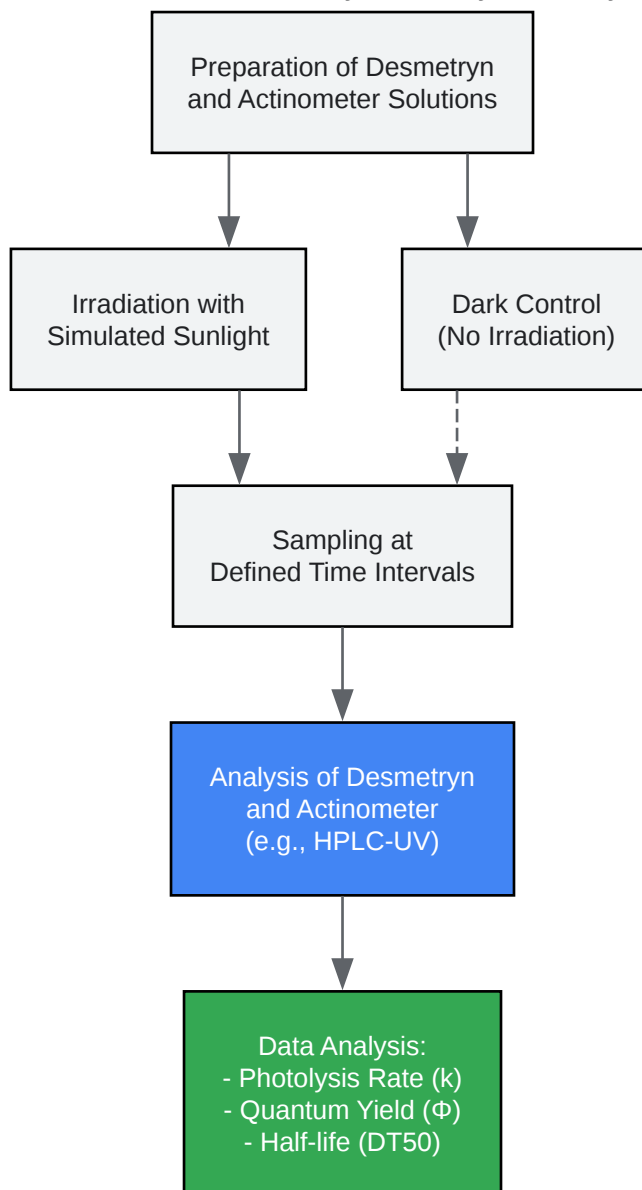 Preparation of Desmetryn
and Actinometer Solutions
Irradiation with
Simulated Sunlight
Dark Control
(No Irradiation)
Sampling at
Defined Time Intervals
Analysis of Desmetryn
and Actinometer
(e.g., HPLC-UV)
Data Analysis:
- Photolysis Rate (k)
- Quantum Yield (Φ)
- Half-life (DT50)